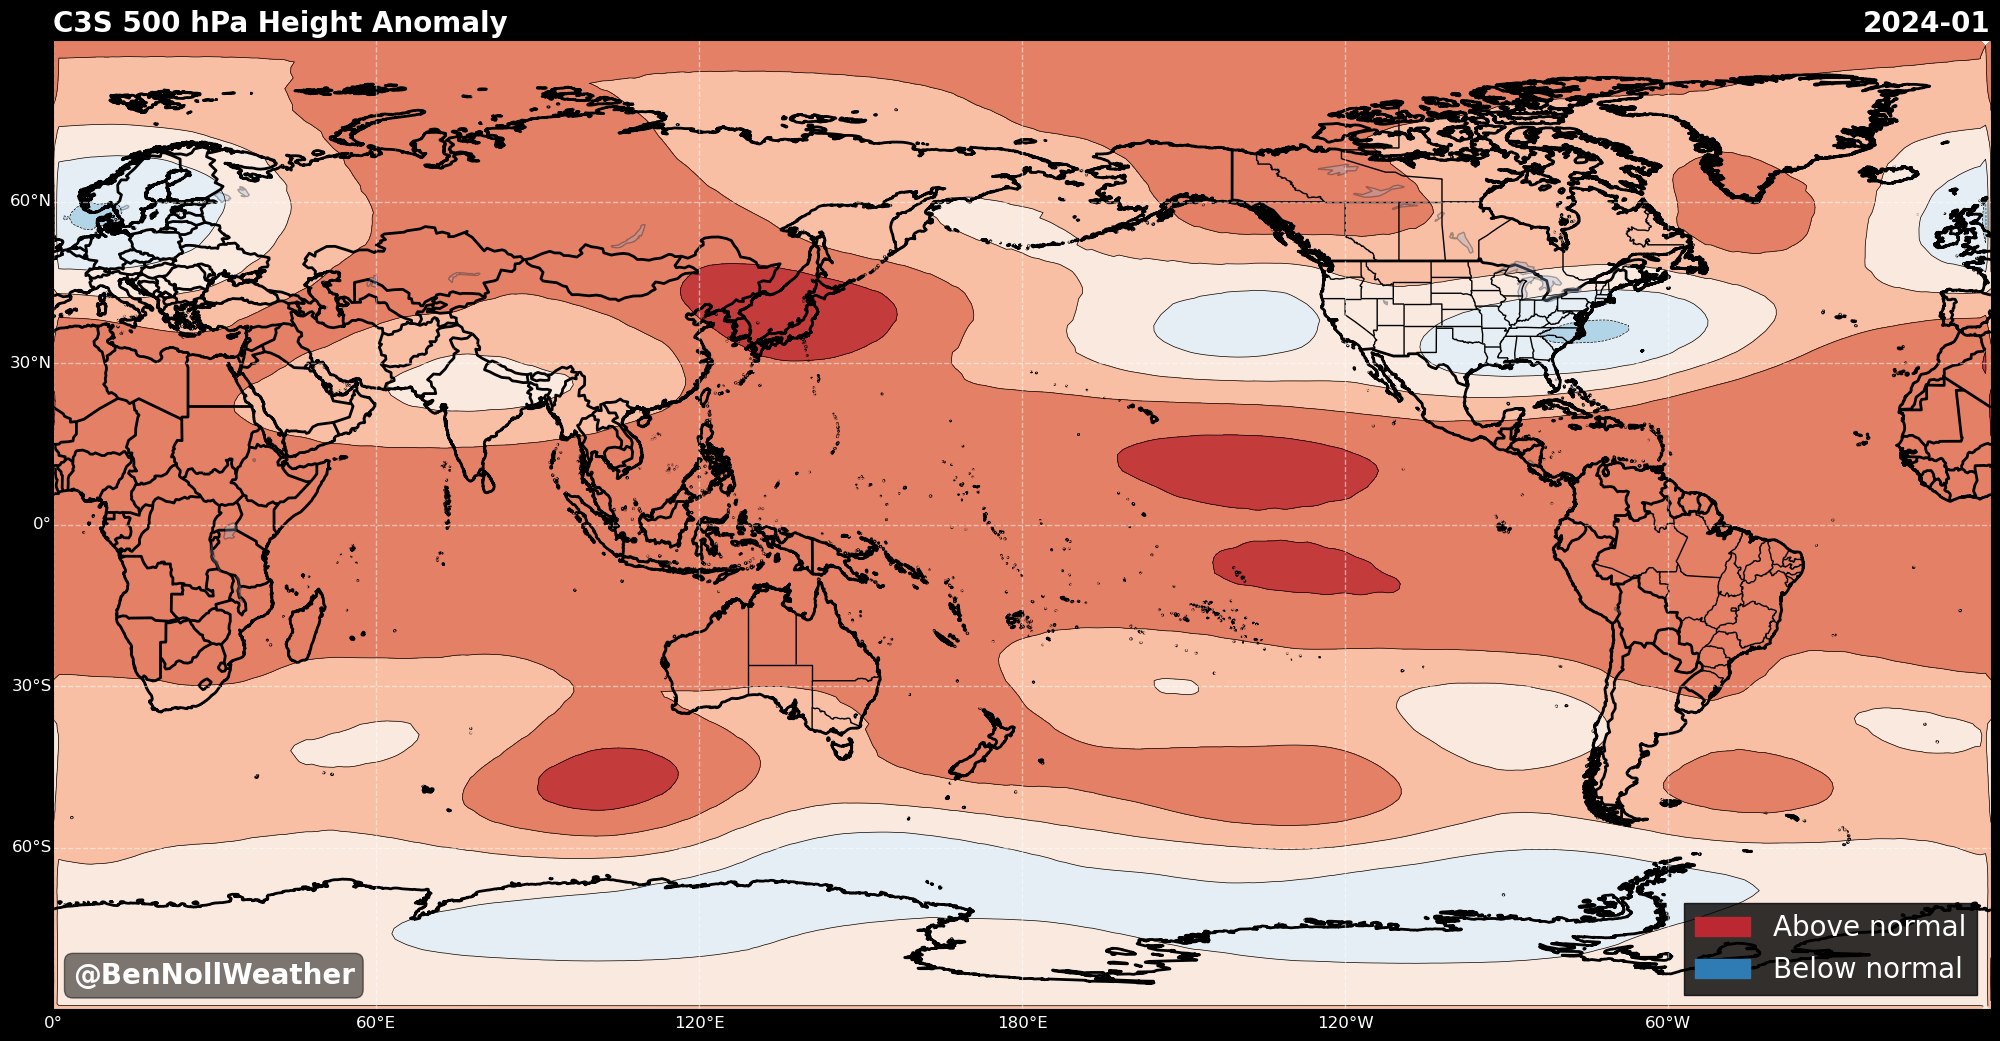 C3S 500 hPa Height Anomaly
2024-01
60°N
30°N
0°
30°S
60°S
0°
60°E
120°E
180°E
120°W
60°W
Above normal
Below normal
@BenNollWeather